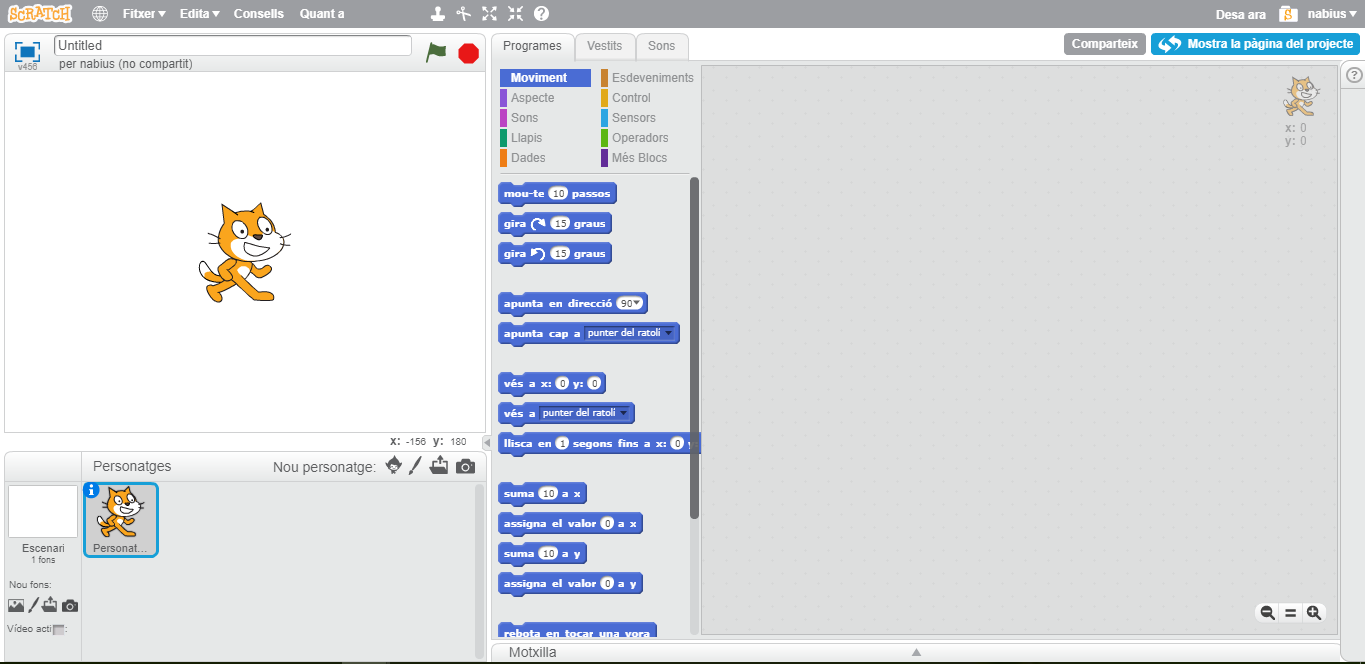 SCRATCH
Fitxer
Edita
Consells
Quant a
Desa ara
nabius
Untitled
v456
per nabius (no compartit)
Programes
Vestits
Sons
Comparteix
Mostra la pàgina del projecte
Moviment
Esdeveniments
Aspecte
Control
Sons
Sensors
Llapis
Operadors
Dades
Més Blocs
x: 0
y: 0
mou-te 10 passos
gira 15 graus
gira 15 graus
apunta en direcció 90
apunta cap a punter del ratolí
vés a x: 0 y: 0
vés a punter del ratolí
llisca en 1 segons fins a x: 0 y
suma 10 a x
assigna el valor 0 a x
suma 10 a y
assigna el valor 0 a y
rebota en tocar una vora
x: -156 y: 180
Personatges
Nou personatge:
Personat...
Escenari
1 fons
Nou fons:
Vídeo acti :
Motxilla